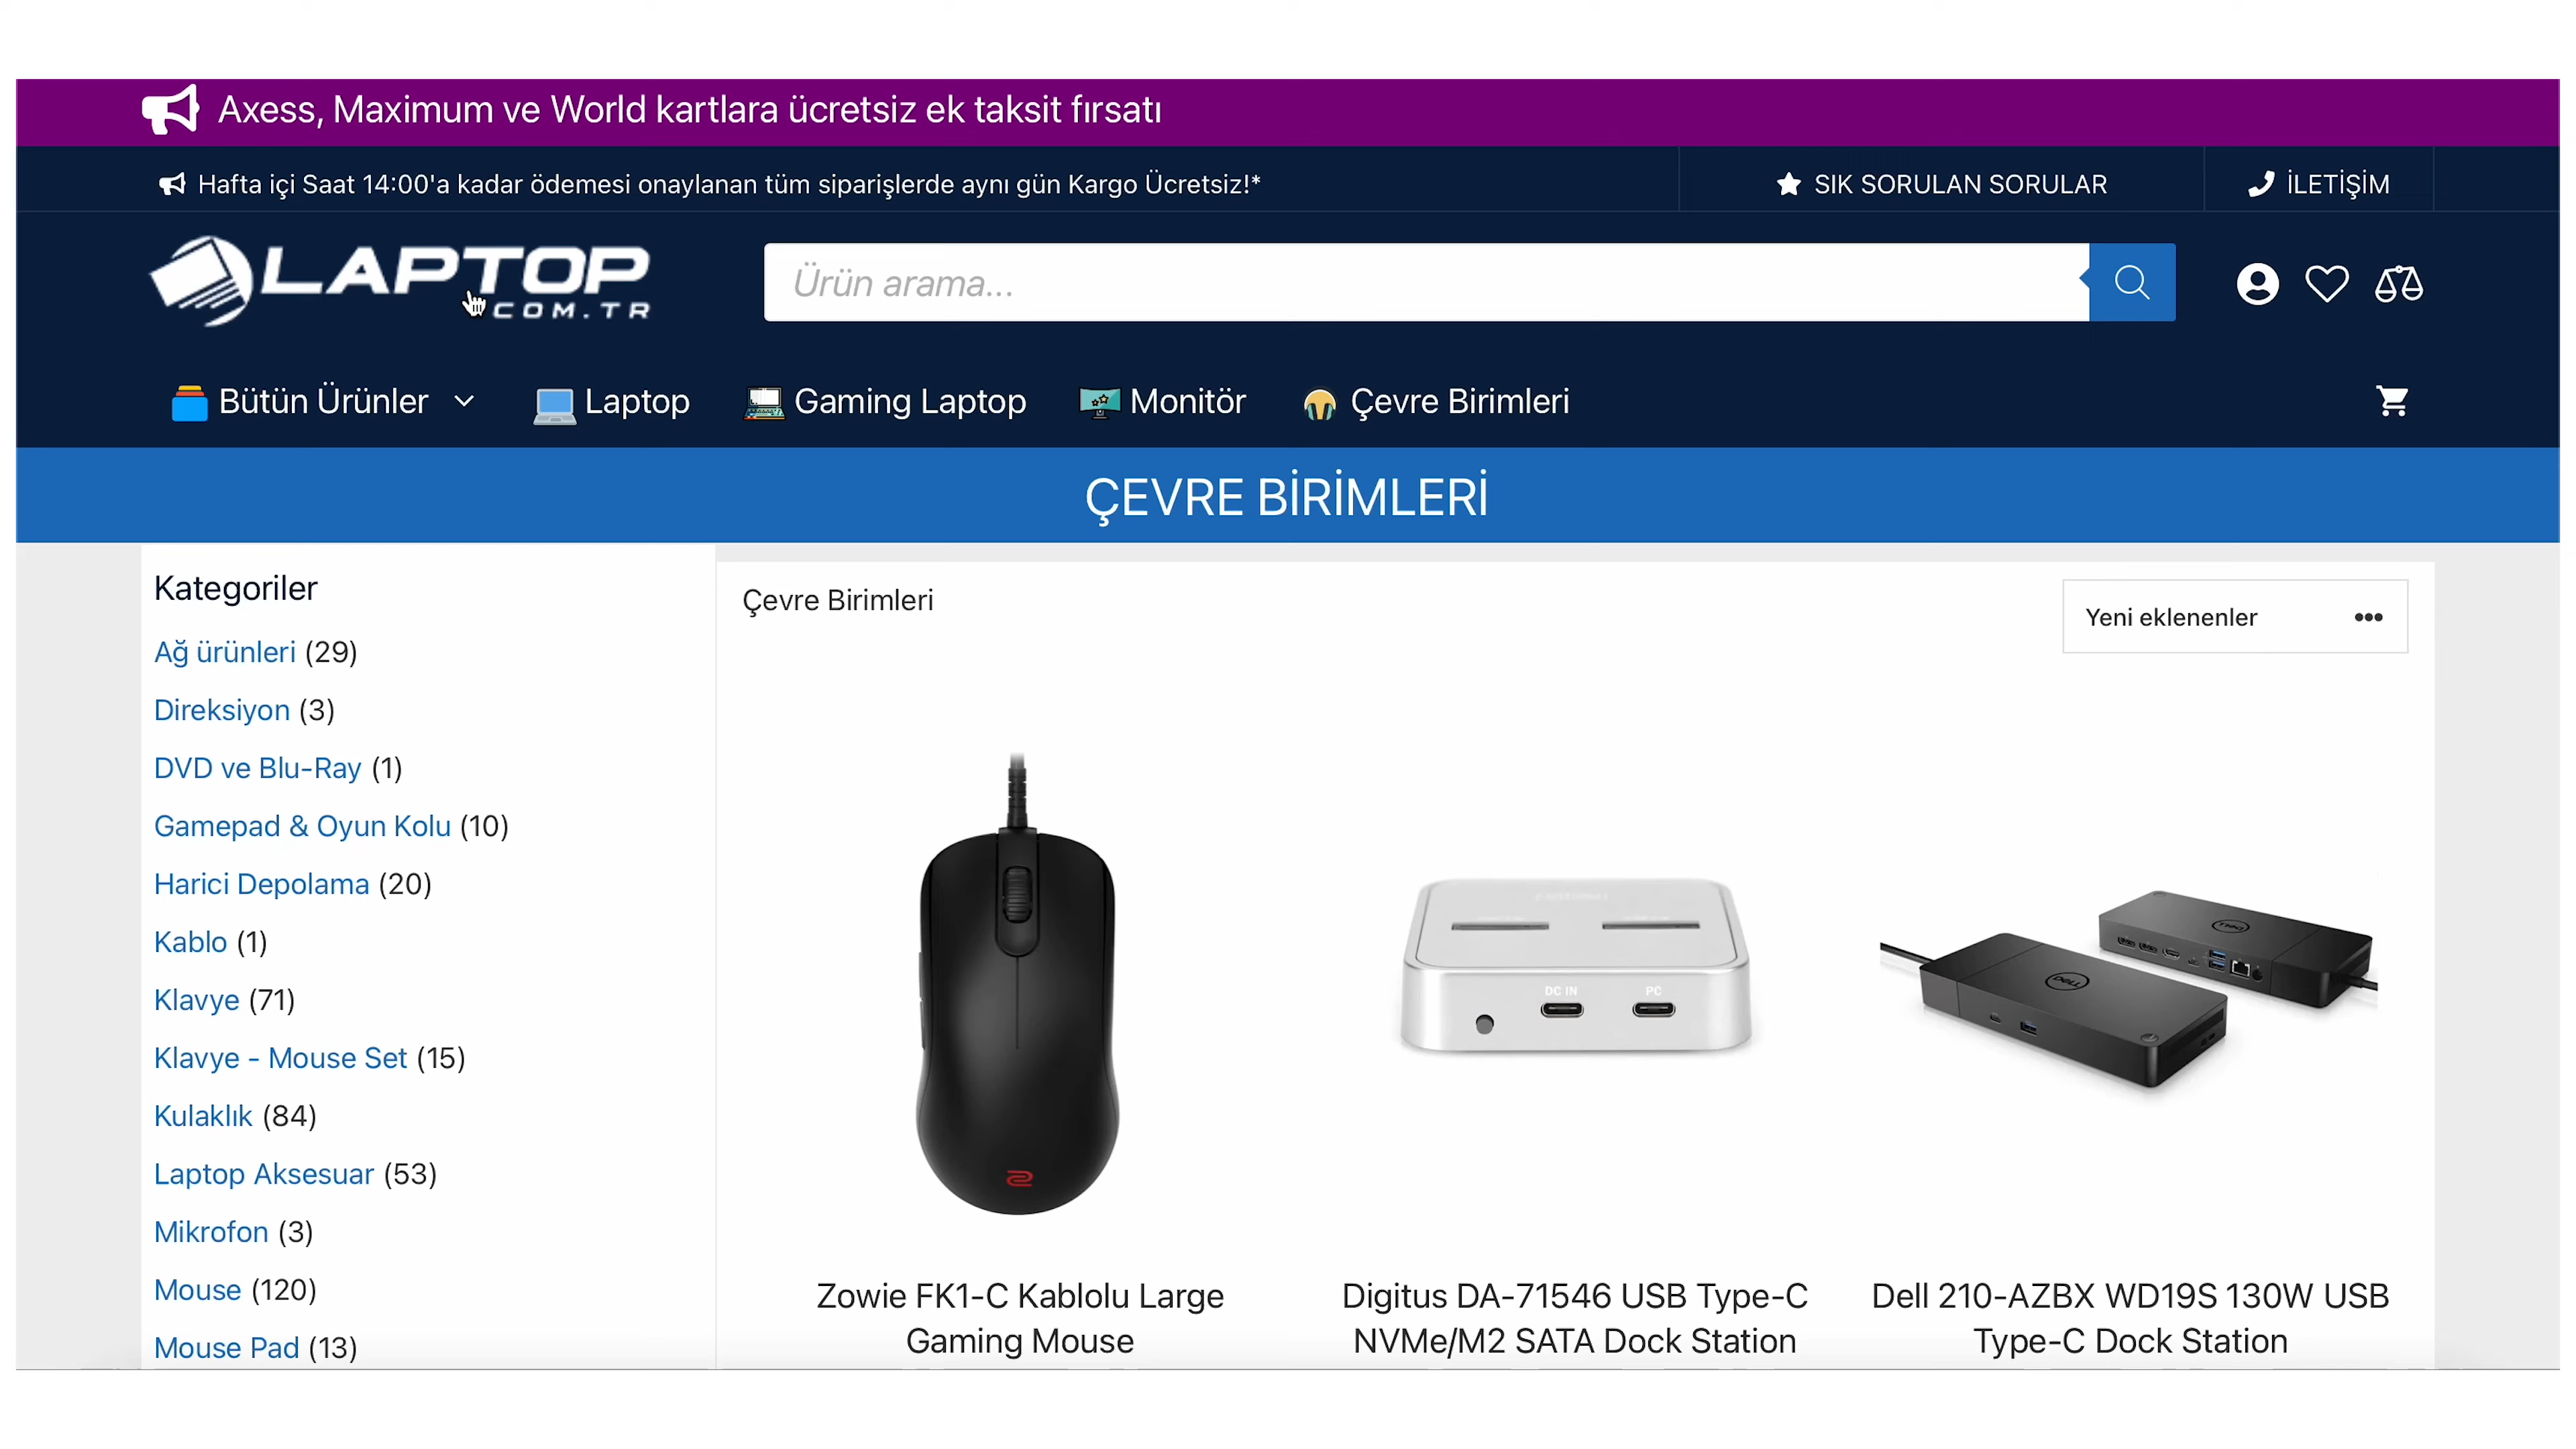 Axess, Maximum ve World kartlara ücretsiz ek taksit fırsatı
Hafta içi Saat 14:00'a kadar ödemesi onaylanan tüm siparişlerde aynı gün Kargo Ücretsiz!*
SIK SORULAN SORULAR
İLETİŞİM
LAPTOP
COM.TR
Ürün arama...
Bütün Ürünler
Laptop
Gaming Laptop
Monitör
Çevre Birimleri
ÇEVRE BİRİMLERİ
Kategoriler
Ağ ürünleri (29)
Direksiyon (3)
DVD ve Blu-Ray (1)
Gamepad & Oyun Kolu (10)
Harici Depolama (20)
Kablo (1)
Klavye (71)
Klavye - Mouse Set (15)
Kulaklık (84)
Laptop Aksesuar (53)
Mikrofon (3)
Mouse (120)
Mouse Pad (13)
Çevre Birimleri
Yeni eklenenler
DC IN
PC
DELL
DELL
Zowie FK1-C Kablolu Large
Gaming Mouse
Digitus DA-71546 USB Type-C
NVMe/M2 SATA Dock Station
Dell 210-AZBX WD19S 130W USB
Type-C Dock Station